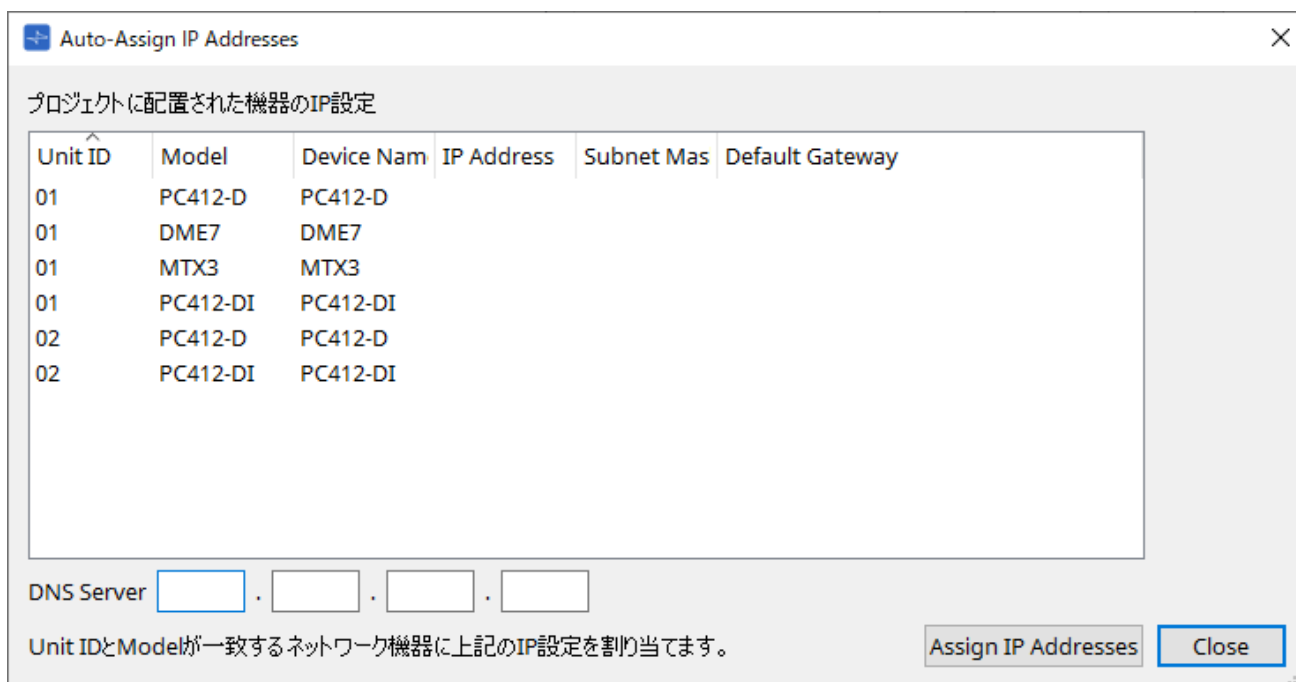 Auto-Assign IP Addresses
プロジェクトに配置された機器のIP設定
Unit ID Model Device Nam IP Address Subnet Mas Default Gateway
01 PC412-D PC412-D
01 DME7 DME7
01 MTX3 MTX3
01 PC412-DI PC412-DI
02 PC412-D PC412-D
02 PC412-DI PC412-DI
DNS Server . . .
Unit IDとModelが一致するネットワーク機器に上記のIP設定を割り当てます。 Assign IP Addresses Close